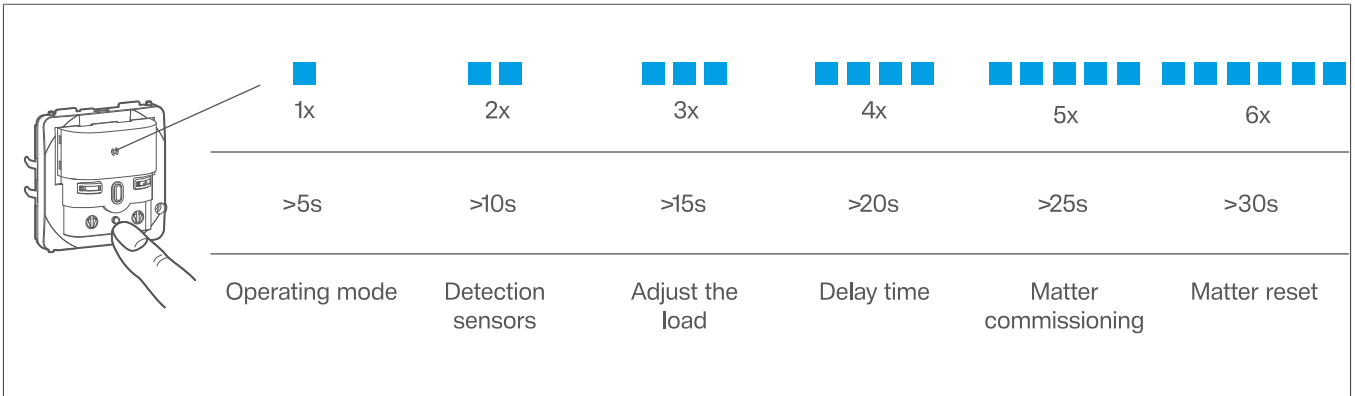 1x 2x 3x 4x 5x 6x
>5s >10s >15s >20s >25s >30s
Operating mode Detection Adjust the Delay time Matter Matter reset
sensors load commissioning